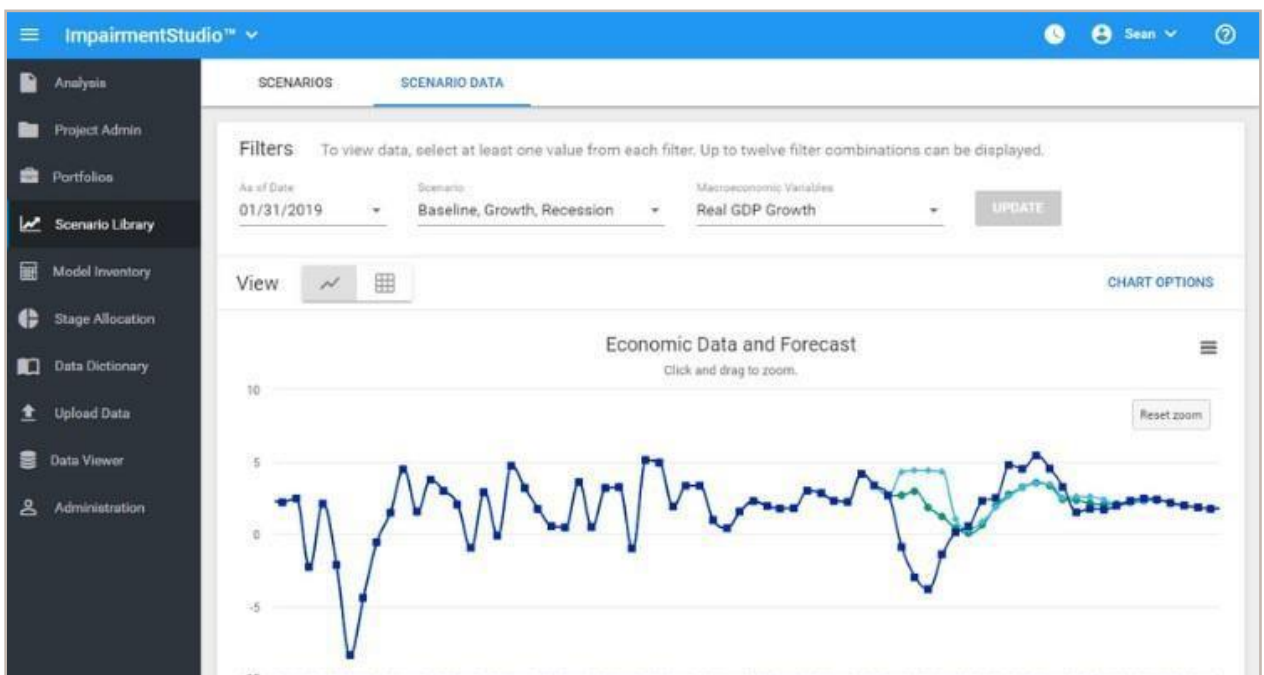 ImpairmentStudio™
Sean
Analysis
Project Admin
Portfolios
Scenario Library
Model Inventory
Stage Allocation
Data Dictionary
Upload Data
Data Viewer
Administration
SCENARIOS SCENARIO DATA
Filters To view data, select at least one value from each filter. Up to twelve filter combinations can be displayed.
As of Date Scenario Macroeconomic Variables
01/31/2019 Baseline, Growth, Recession Real GDP Growth UPDATE
View CHART OPTIONS
Economic Data and Forecast
Click and drag to zoom.
10
Reset zoom
5
0
-5